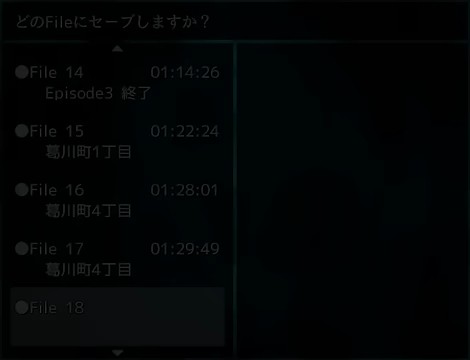 どのFileにセーブしますか？
●File 14 01:14:26
Episode3 終了
●File 15 01:22:24
葛川町1丁目
●File 16 01:28:01
葛川町4丁目
●File 17 01:29:49
葛川町4丁目
●File 18